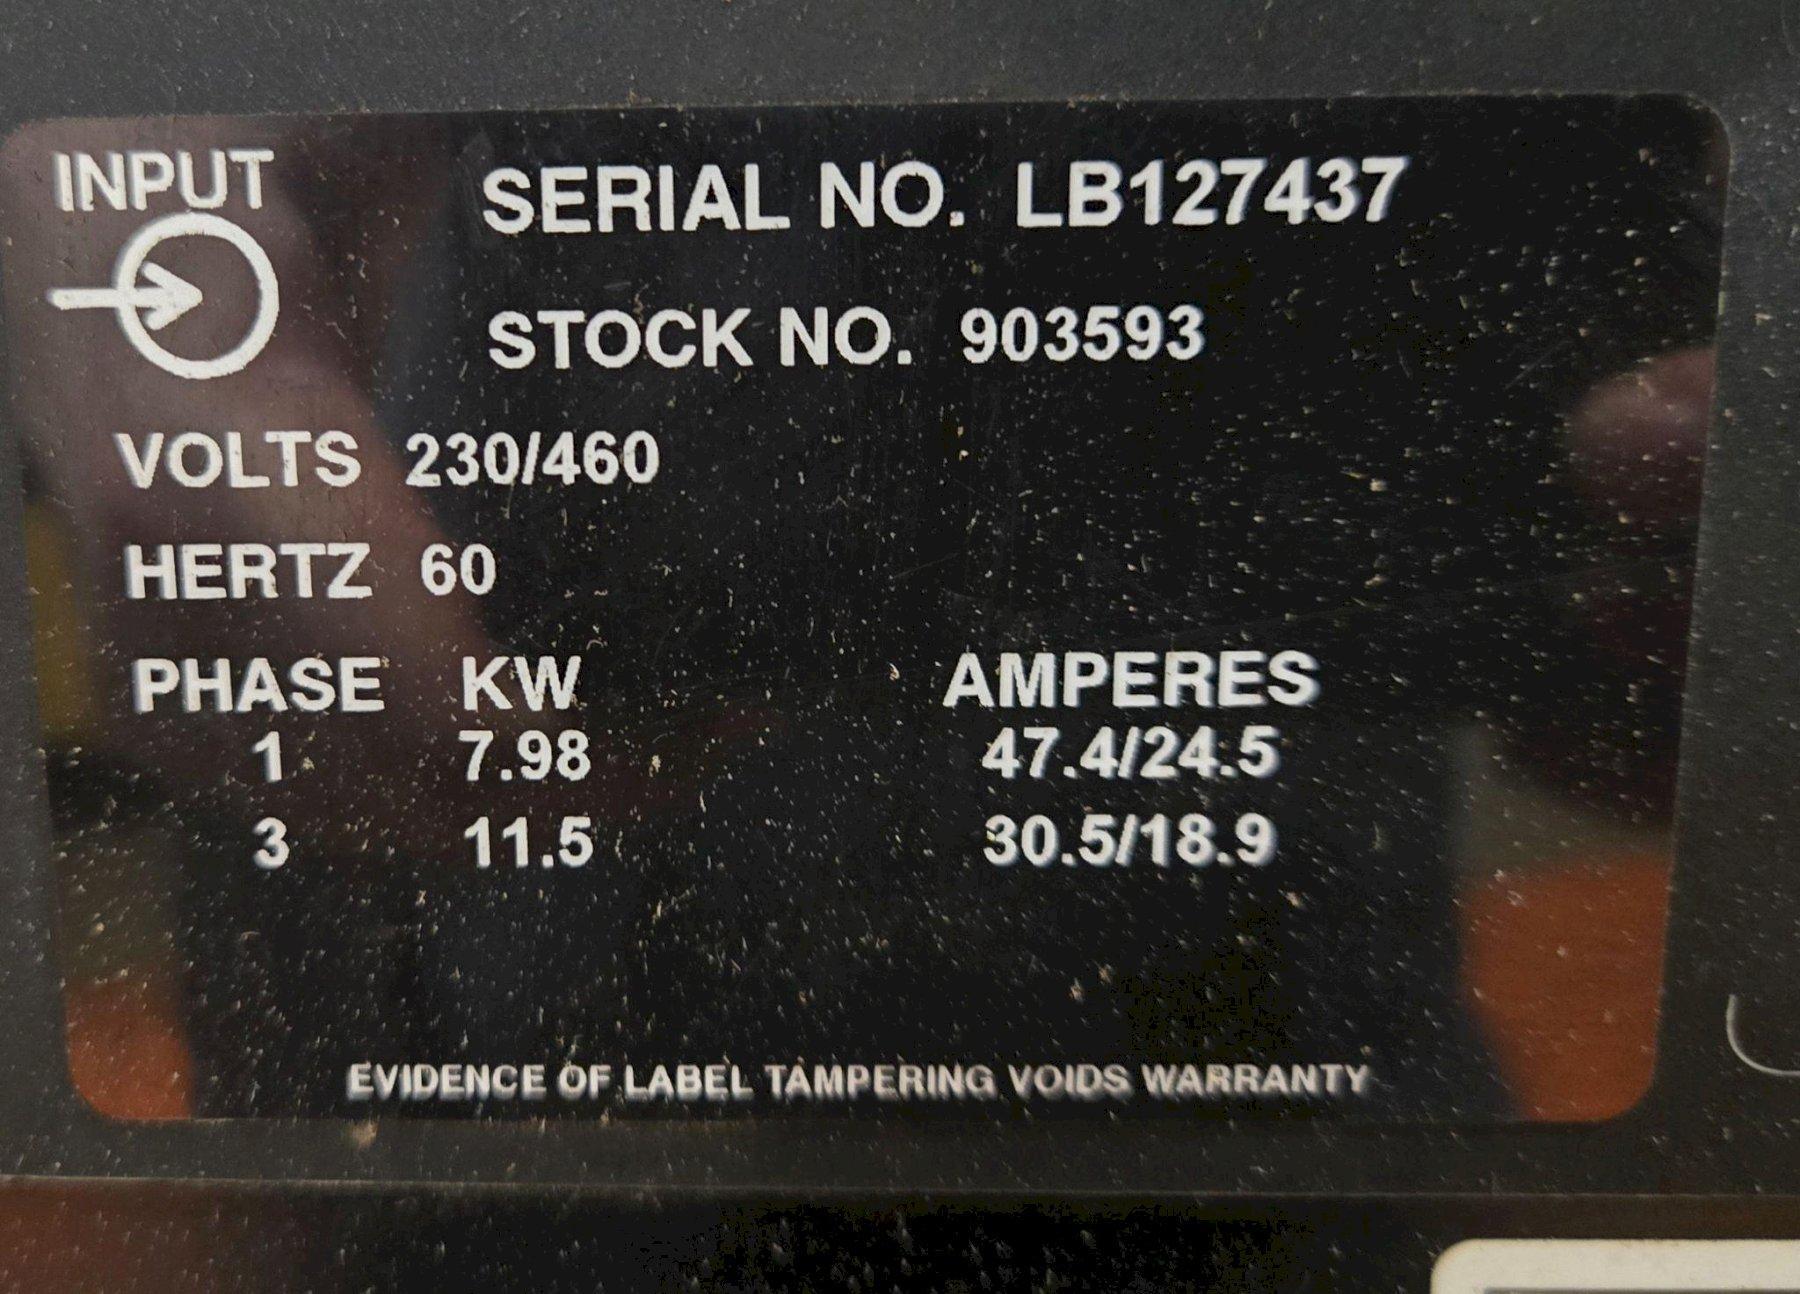 INPUT
SERIAL NO. LB127437
STOCK NO. 903593
VOLTS 230/460
HERTZ 60
PHASE KW AMPERES
1 7.98 47.4/24.5
3 11.5 30.5/18.9
EVIDENCE OF LABEL TAMPERING VOIDS WARRANTY